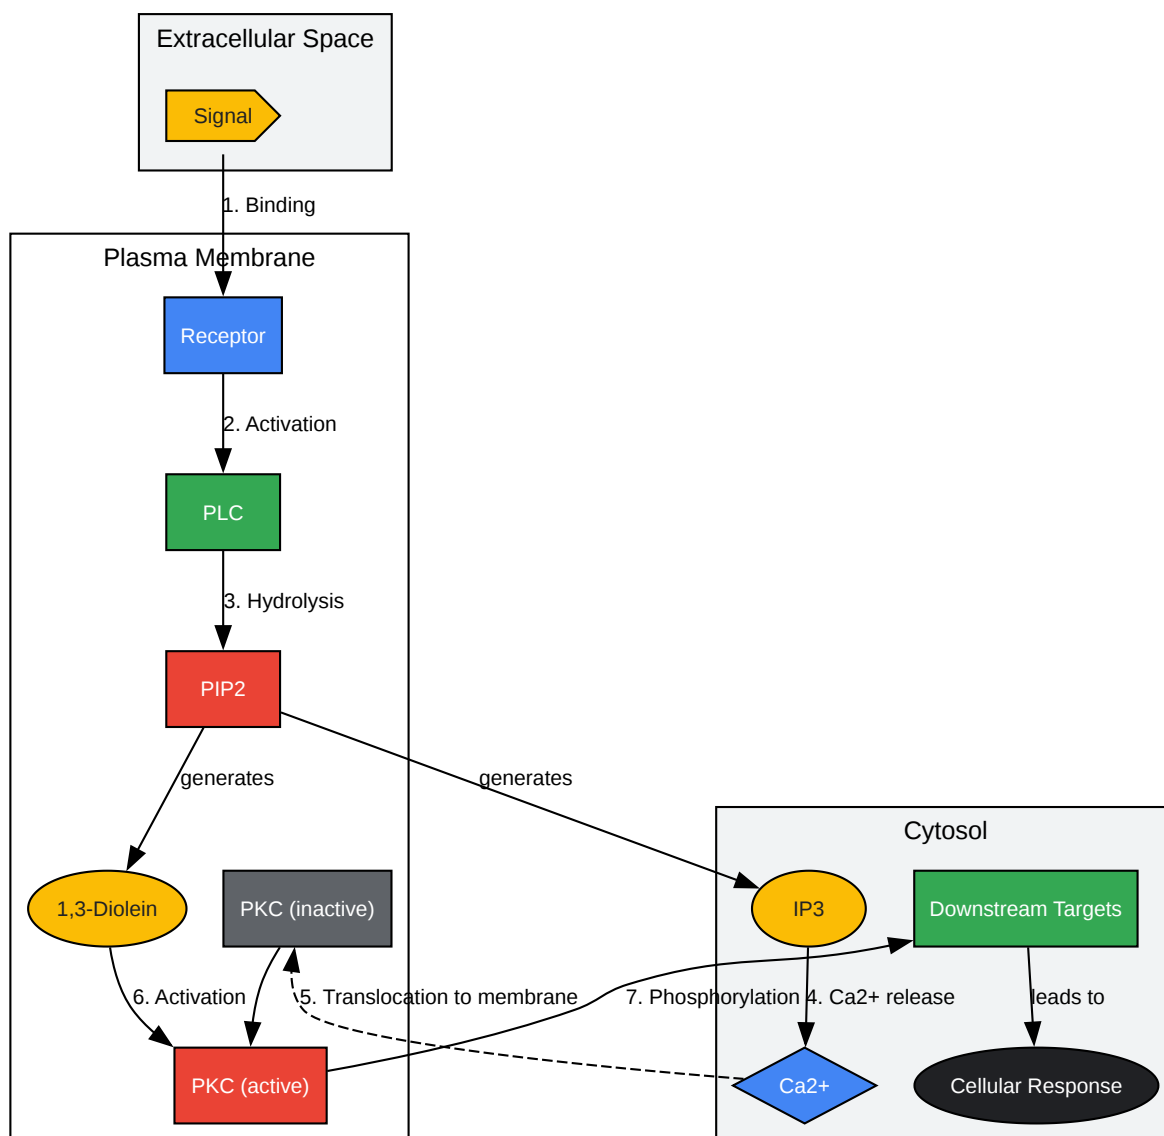 Extracellular Space
Signal
1. Binding
Plasma Membrane
Receptor
2. Activation
PLC
3. Hydrolysis
PIP2
generates
generates
Cytosol
1,3-Diolein
PKC (inactive)
IP3
Downstream Targets
6. Activation
5. Translocation to membrane
7. Phosphorylation
4. Ca2+ release
leads to
PKC (active)
Ca2+
Cellular Response